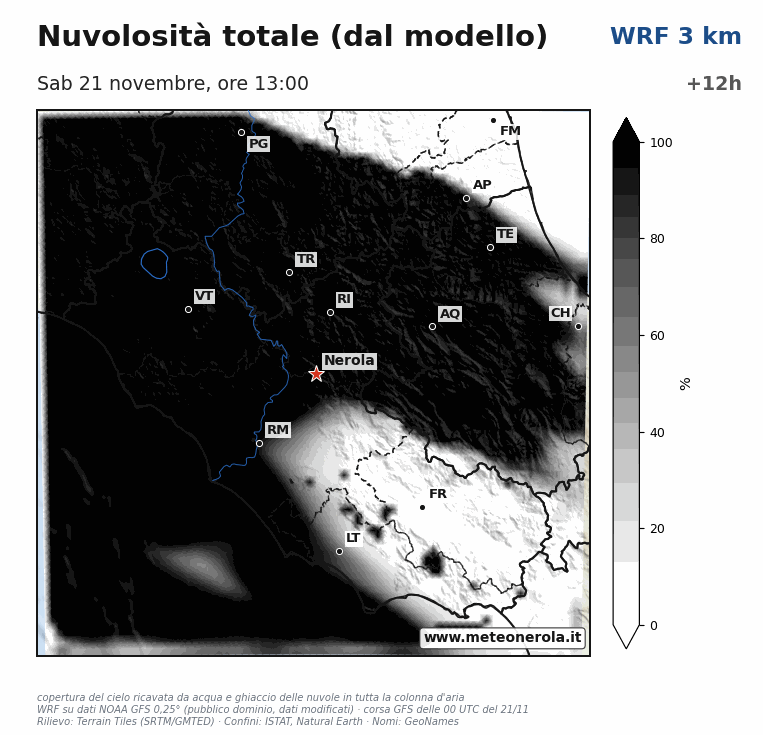 Nuvolosità totale (dal modello)
WRF 3 km
Sab 21 novembre, ore 13:00
+12h
FM
PG
AP
TE
TR
VT
RI
AQ
CH
Nerola
RM
FR
LT
www.meteonerola.it
100
80
60
40
20
0
%
copertura del cielo ricavata da acqua e ghiaccio delle nuvole in tutta la colonna d'aria
WRF su dati NOAA GFS 0,25° (pubblico dominio, dati modificati) · corsa GFS delle 00 UTC del 21/11
Rilievo: Terrain Tiles (SRTM/GMTED) · Confini: ISTAT, Natural Earth · Nomi: GeoNames